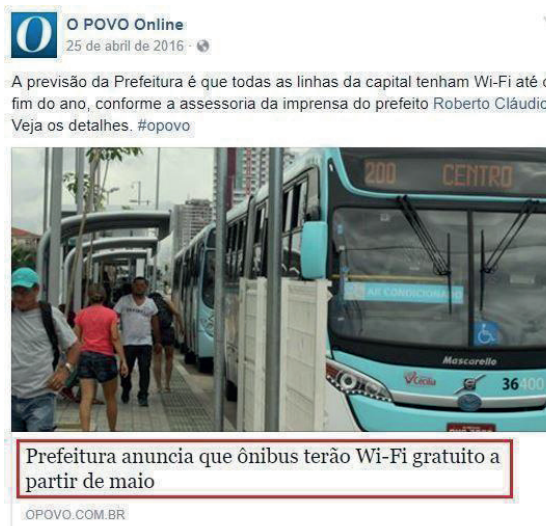 O POVO Online
25 de abril de 2016
A previsão da Prefeitura é que todas as linhas da capital tenham Wi-Fi até
fim do ano, conforme a assessoria da imprensa do prefeito Roberto Cláudio
Veja os detalhes. #opovo
200 CENTRO
AR CONDICIONADO
Mascarello
VCecília
36400
Prefeitura anuncia que ônibus terão Wi-Fi gratuito a
partir de maio
OPOVO.COM.BR